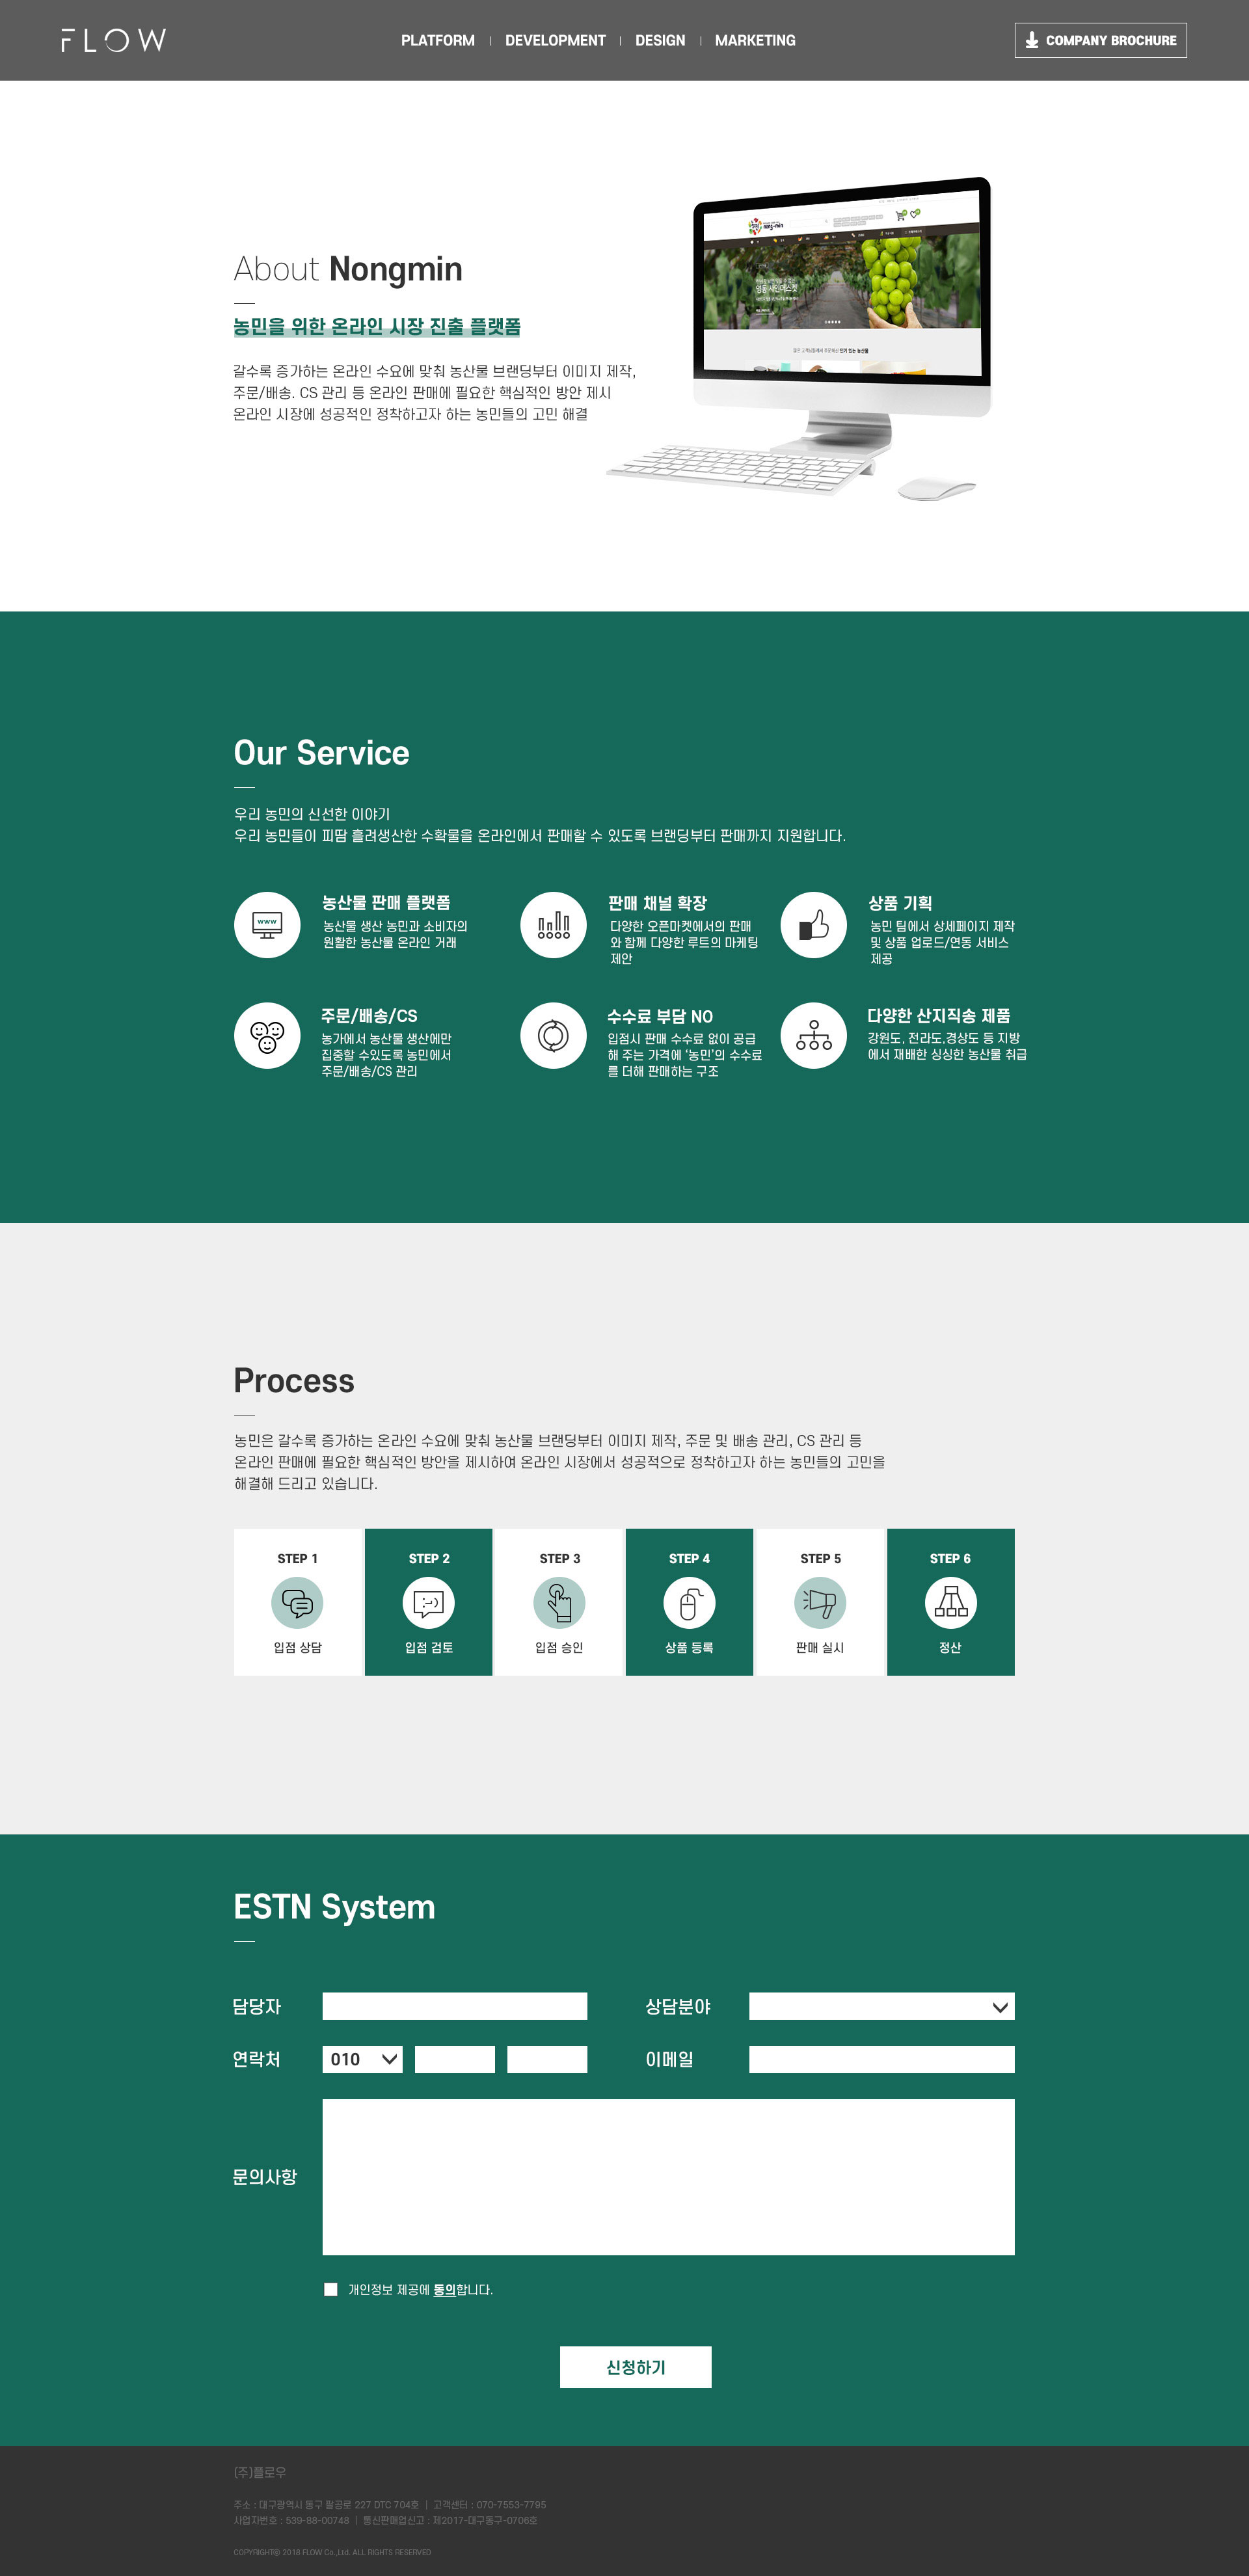 FLOW
PLATFORM | DEVELOPMENT | DESIGN | MARKETING
COMPANY BROCHURE
About Nongmin
농민을 위한 온라인 시장 진출 플랫폼
갈수록 증가하는 온라인 수요에 맞춰 농산물 브랜딩부터 이미지 제작,
주문/배송. CS 관리 등 온라인 판매에 필요한 핵심적인 방안 제시
온라인 시장에 성공적인 정착하고자 하는 농민들의 고민 해결
Our Service
우리 농민의 신선한 이야기
우리 농민들이 피땀 흘려생산한 수확물을 온라인에서 판매할 수 있도록 브랜딩부터 판매까지 지원합니다.
www
농산물 판매 플랫폼
농산물 생산 농민과 소비자의
원활한 농산물 온라인 거래
판매 채널 확장
다양한 오픈마켓에서의 판매
와 함께 다양한 루트의 마케팅
제안
상품 기획
농민 팀에서 상세페이지 제작
및 상품 업로드/연동 서비스
제공
주문/배송/CS
농가에서 농산물 생산에만
집중할 수있도록 농민에서
주문/배송/CS 관리
수수료 부담 NO
입점시 판매 수수료 없이 공급
해 주는 가격에 '농민'의 수수료
를 더해 판매하는 구조
다양한 산지직송 제품
강원도, 전라도,경상도 등 지방
에서 재배한 싱싱한 농산물 취급
Process
농민은 갈수록 증가하는 온라인 수요에 맞춰 농산물 브랜딩부터 이미지 제작, 주문 및 배송 관리, CS 관리 등
온라인 판매에 필요한 핵심적인 방안을 제시하여 온라인 시장에서 성공적으로 정착하고자 하는 농민들의 고민을
해결해 드리고 있습니다.
STEP 1
입점 상담
STEP 2
입점 검토
STEP 3
입점 승인
STEP 4
상품 등록
STEP 5
판매 실시
STEP 6
정산
ESTN System
담당자
상담분야
연락처
010
이메일
문의사항
개인정보 제공에 동의합니다.
신청하기
(주)플로우
주소 : 대구광역시 동구 팔공로 227 DTC 704호 | 고객센터 : 070-7553-7795
사업자번호 : 539-88-00748 | 통신판매업신고 : 제2017-대구동구-0706호
COPYRIGHTⓒ 2018 FLOW Co.,Ltd. ALL RIGHTS RESERVED